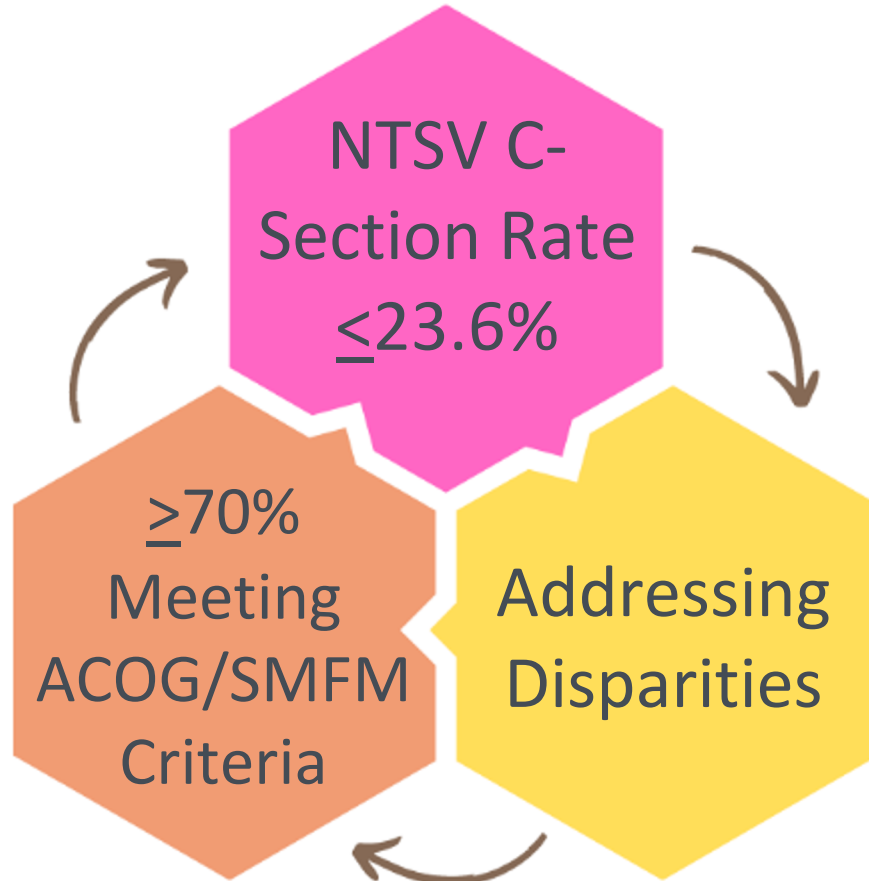 NTSV C-
Section Rate
≤23.6%
≥70%
Meeting
ACOG/SMFM
Criteria
Addressing
Disparities